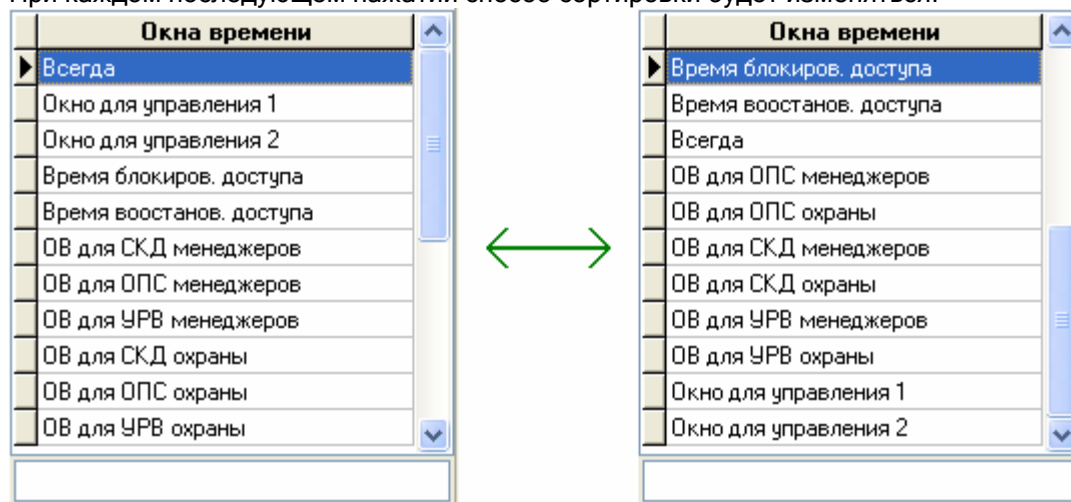 При каждом последующем нажатии способ сортировки будет изменяться.
Окна времени
Всегда
Окно для управления 1
Окно для управления 2
Время блокиров. доступа
Время воостанов. доступа
ОВ для СКД менеджеров
ОВ для ОПС менеджеров
ОВ для УРВ менеджеров
ОВ для СКД охраны
ОВ для ОПС охраны
ОВ для УРВ охраны
Окна времени
Время блокиров. доступа
Время воостанов. доступа
Всегда
ОВ для ОПС менеджеров
ОВ для ОПС охраны
ОВ для СКД менеджеров
ОВ для СКД охраны
ОВ для УРВ менеджеров
ОВ для УРВ охраны
Окно для управления 1
Окно для управления 2